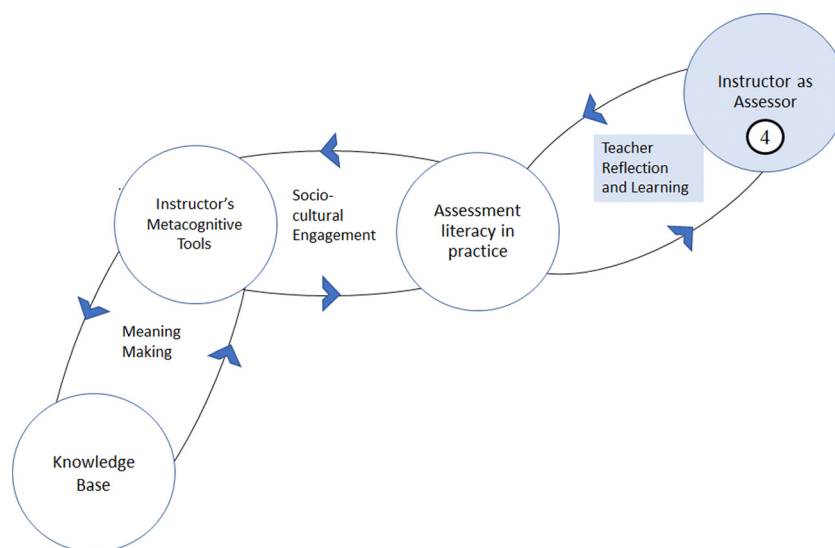 Instructor as
Assessor
4
Teacher
Reflection
and Learning
Socio-
cultural
Engagement
Instructor's
Metacognitive
Tools
Assessment
literacy in
practice
Meaning
Making
Knowledge
Base